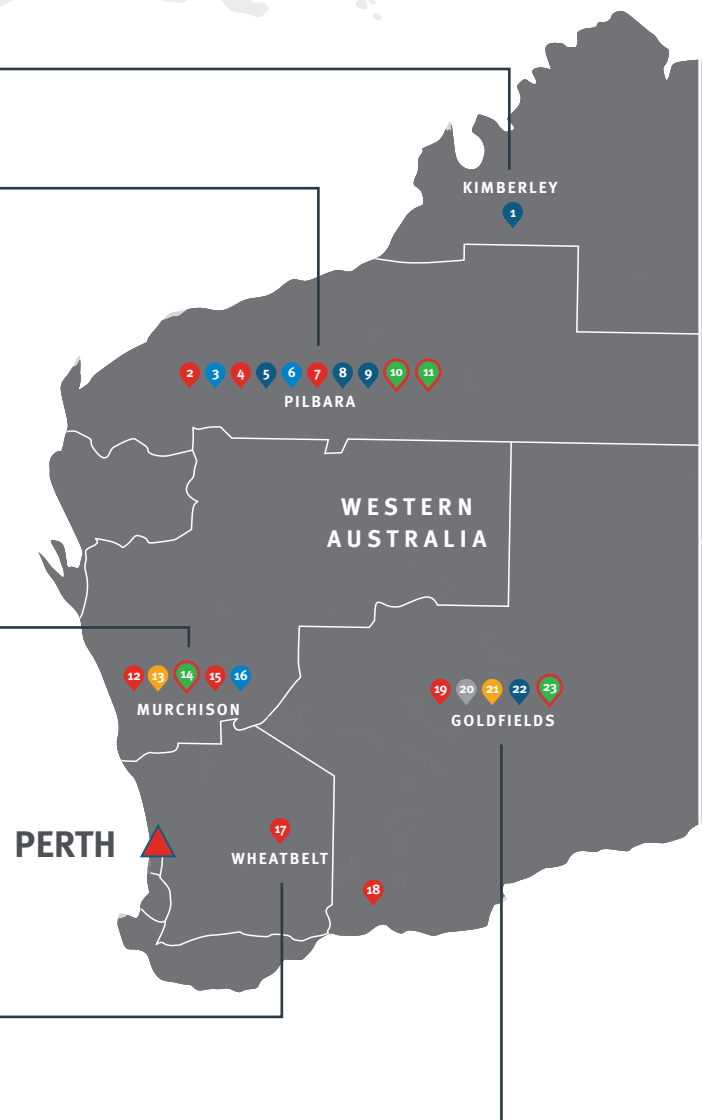 KIMBERLEY
1
2 3 4 5 6 7 8 9 10 11
PILBARA
WESTERN
AUSTRALIA
12 13 14 15 16
MURCHISON
19 20 21 22 23
GOLDFIELDS
17
PERTH
WHEATBELT
18